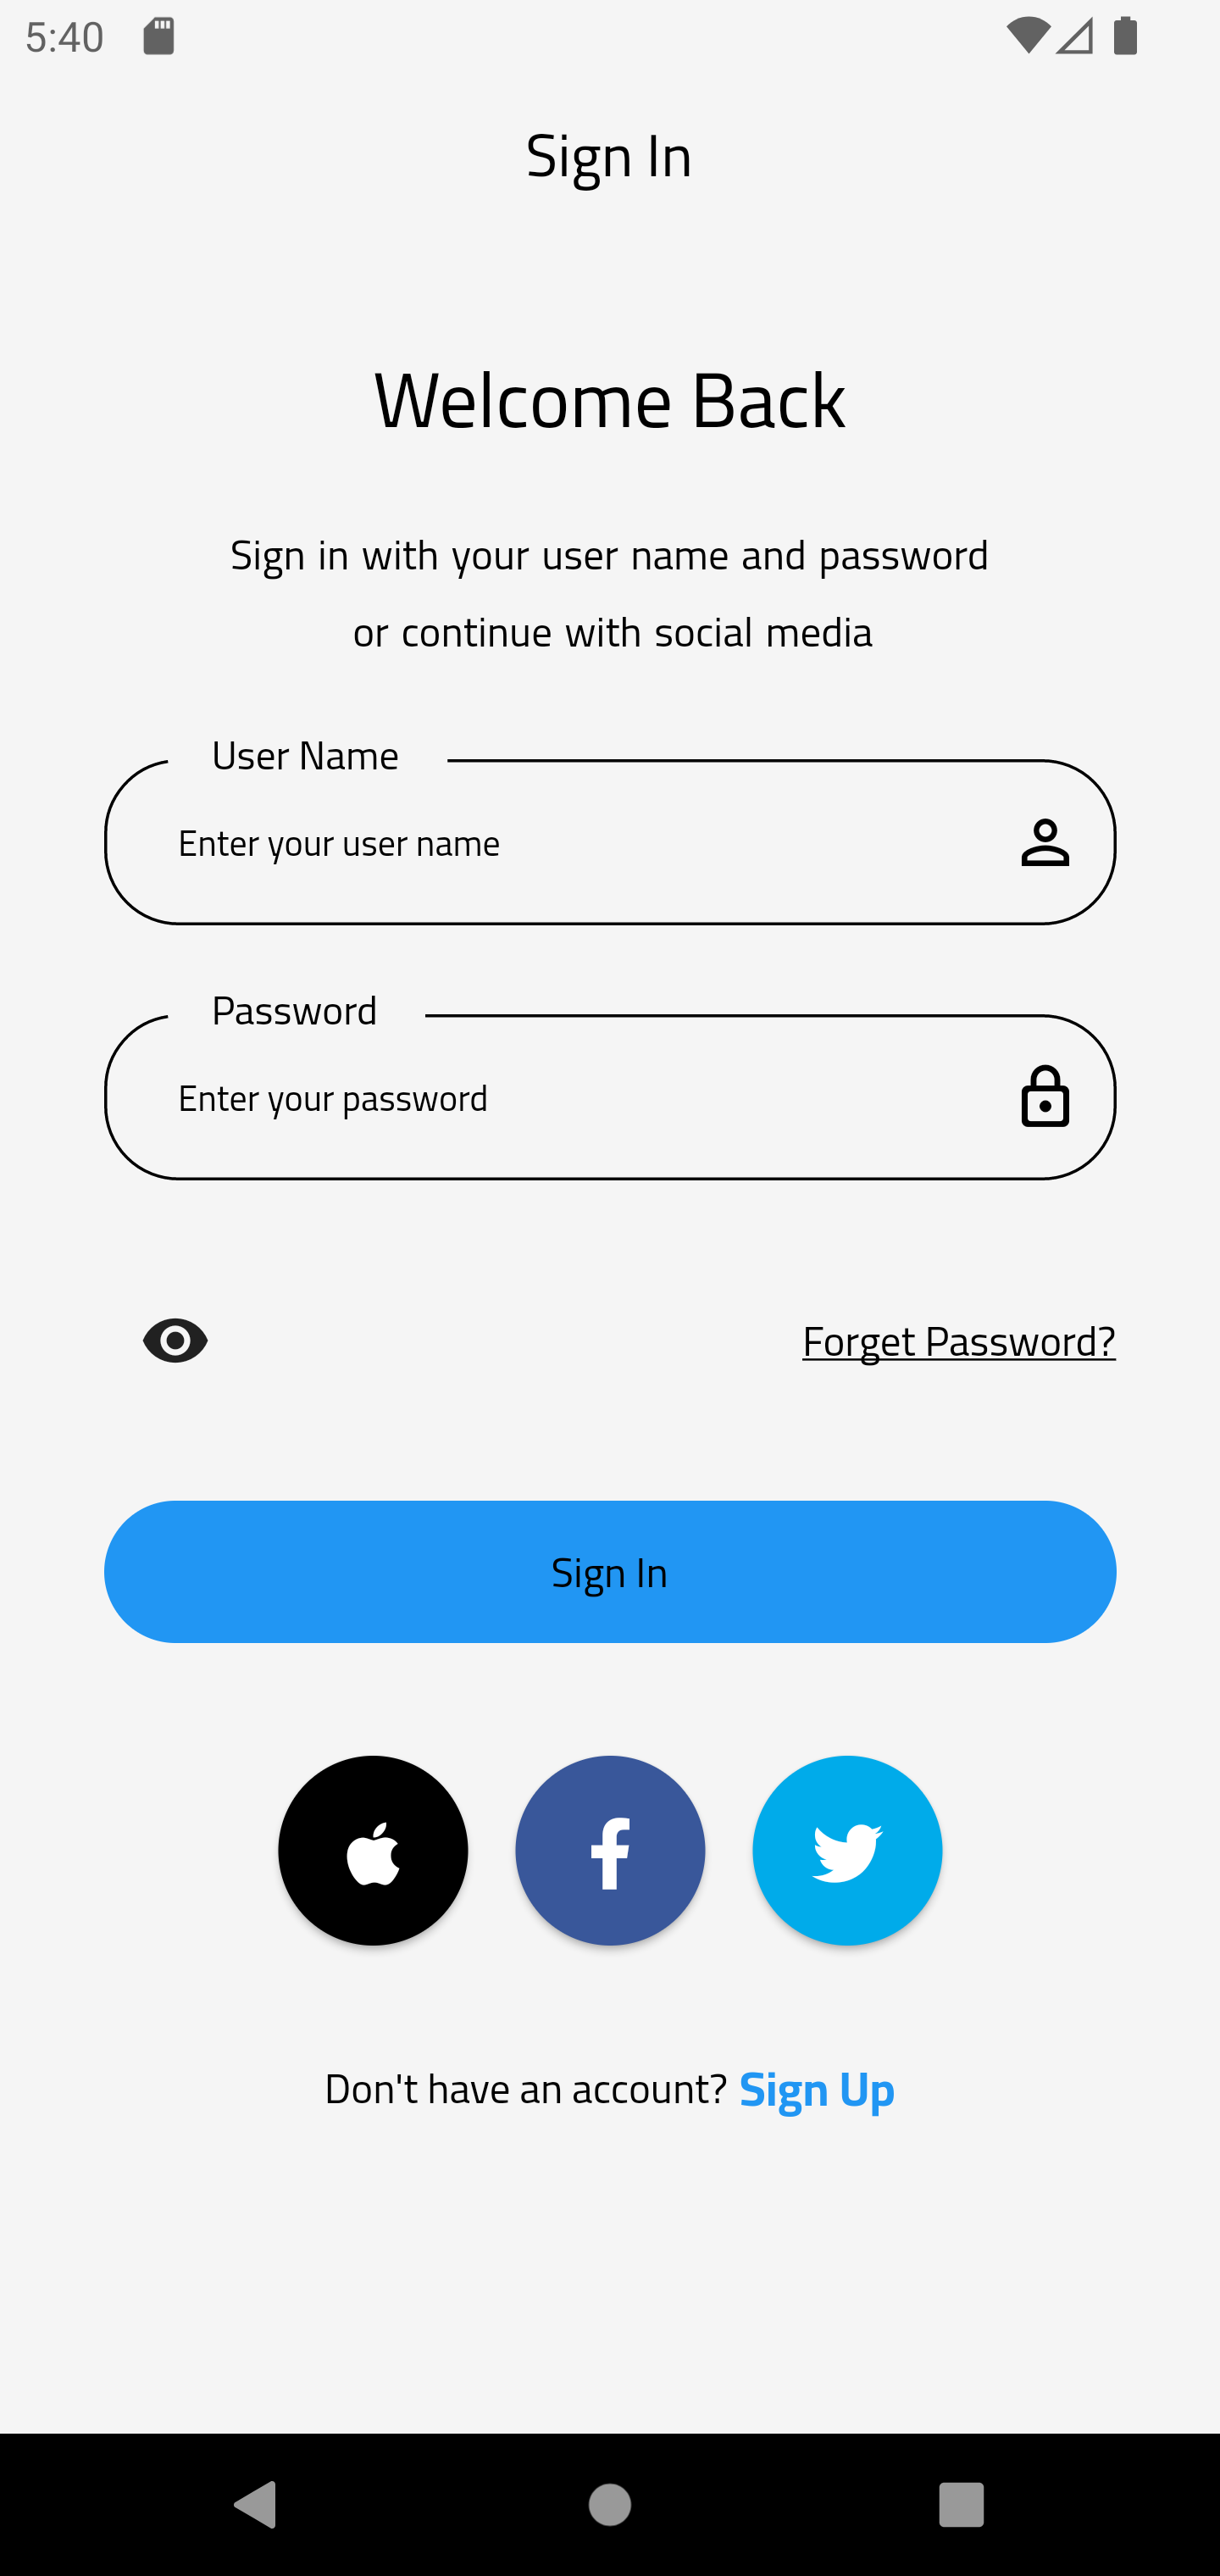 5:40
Sign In
Welcome Back
Sign in with your user name and password
or continue with social media
User Name
Enter your user name
Password
Enter your password
Forget Password?
Sign In
Don't have an account? Sign Up